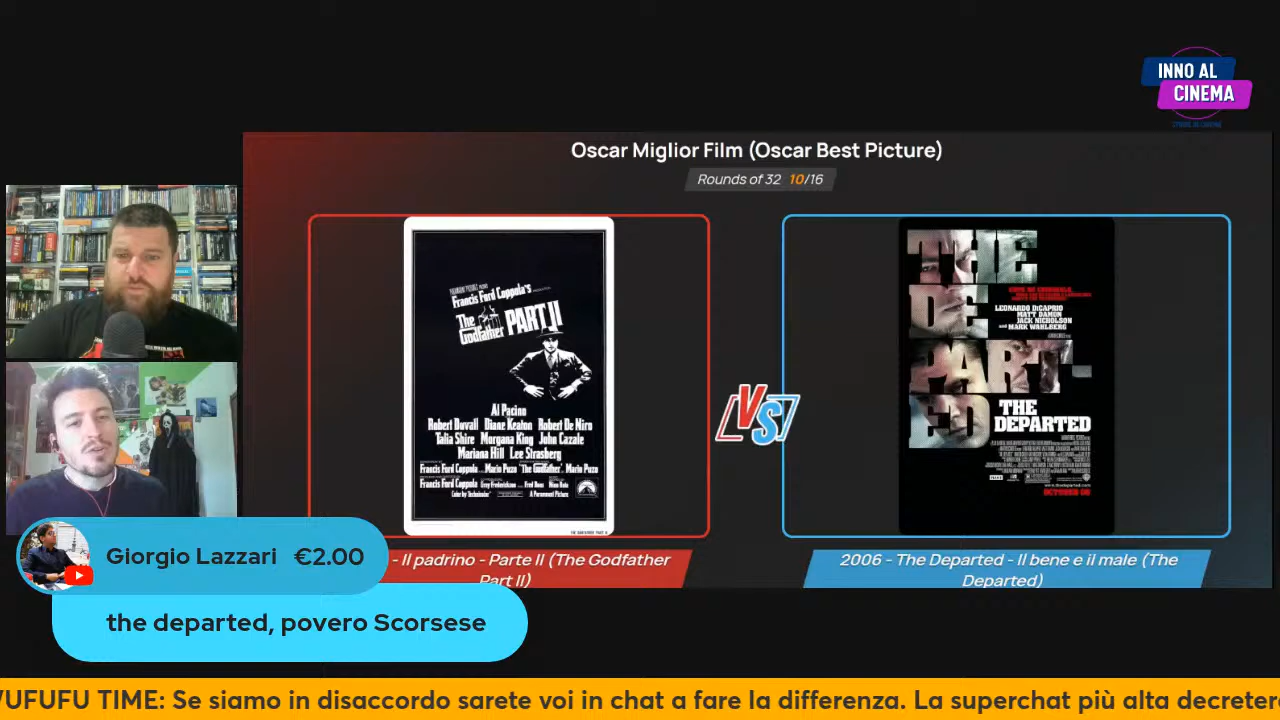 INNO AL
CINEMA
Oscar Miglior Film (Oscar Best Picture)
Rounds of 32 10/16
Francis Ford Coppola's
The Godfather PART II
Al Pacino
Robert Duvall Diane Keaton Robert De Niro
Talia Shire Morgana King John Cazale
Mariana Hill Lee Strasberg
VS
THE
DE
PART-
ED
LEONARDO DiCAPRIO
MATT DAMON
JACK NICHOLSON
and MARK WAHLBERG
THE
DEPARTED
- Il padrino - Parte II (The Godfather
Part II)
2006 - The Departed - Il bene e il male (The
Departed)
Giorgio Lazzari €2.00
the departed, povero Scorsese
VUFUFU TIME: Se siamo in disaccordo sarete voi in chat a fare la differenza. La superchat più alta decreter